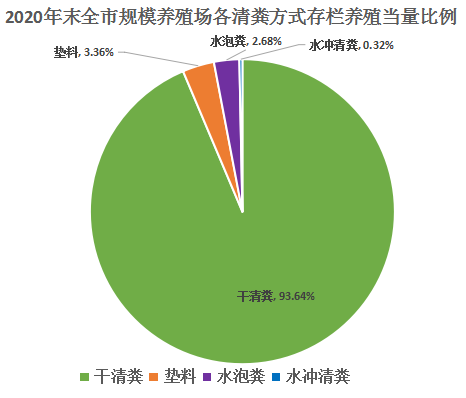 2020年末全市规模养殖场各清粪方式存栏养殖当量比例
水泡粪, 2.68%
水冲清粪, 0.32%
垫料, 3.36%
干清粪, 93.64%
干清粪 垫料 水泡粪 水冲清粪